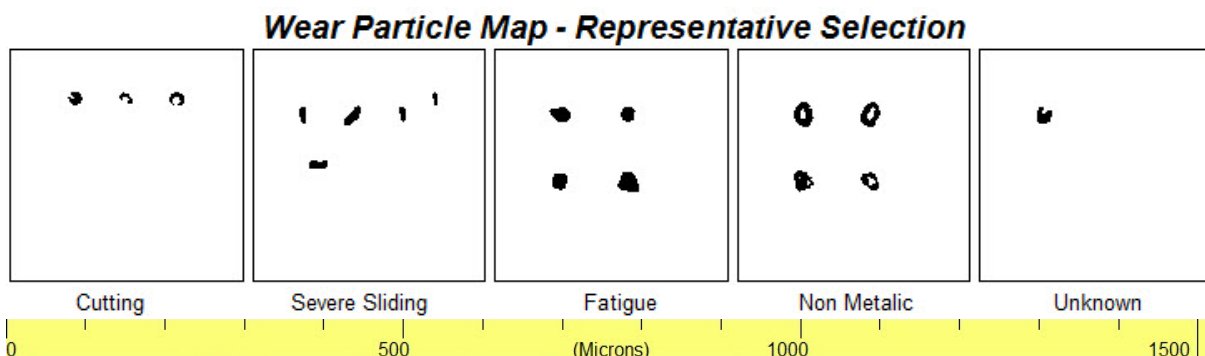 Wear Particle Map - Representative Selection
Cutting Severe Sliding Fatigue Non Metalic Unknown
0 500 (Microns) 1000 1500